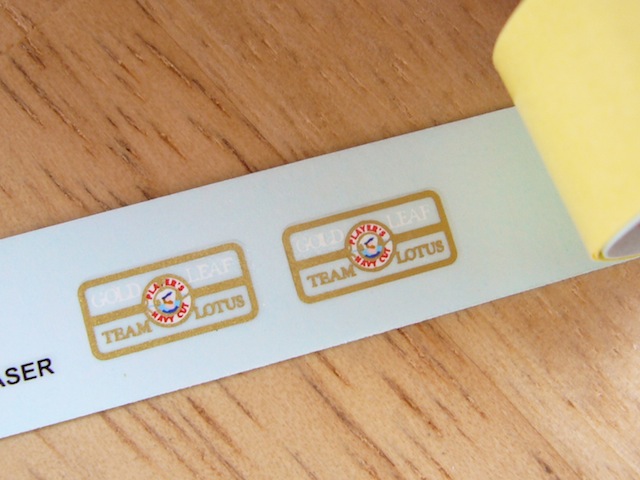 GOLD LEAF
PLAYER'S
NAVY CUT
TEAM LOTUS
GOLD LEAF
PLAYER'S
NAVY CUT
TEAM LOTUS
ASER